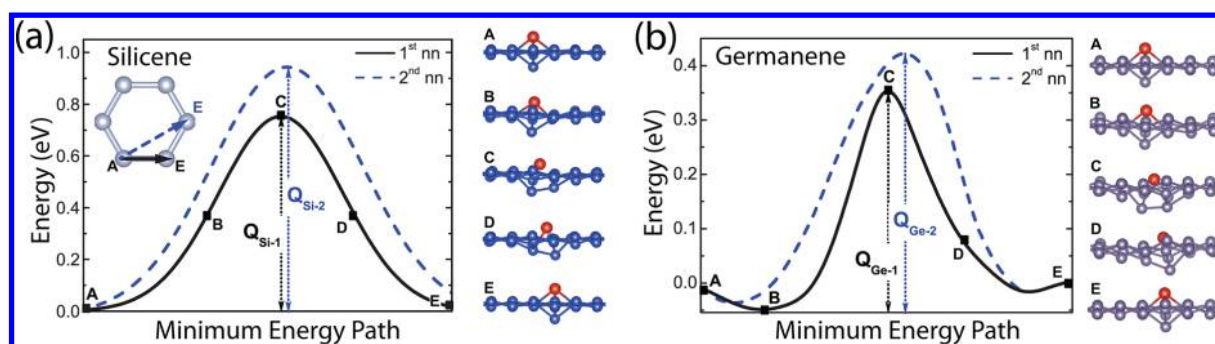 (a)
Silicene
1st nn
2nd nn
1.0
0.8
0.6
0.4
0.2
0.0
Energy (eV)
E
A
E
A
B
C
D
E
QSi-1
QSi-2
Minimum Energy Path
A
B
C
D
E
(b)
Germanene
1st nn
2nd nn
0.4
0.3
0.2
0.1
0.0
Energy (eV)
A
B
C
D
E
QGe-1
QGe-2
Minimum Energy Path
A
B
C
D
E